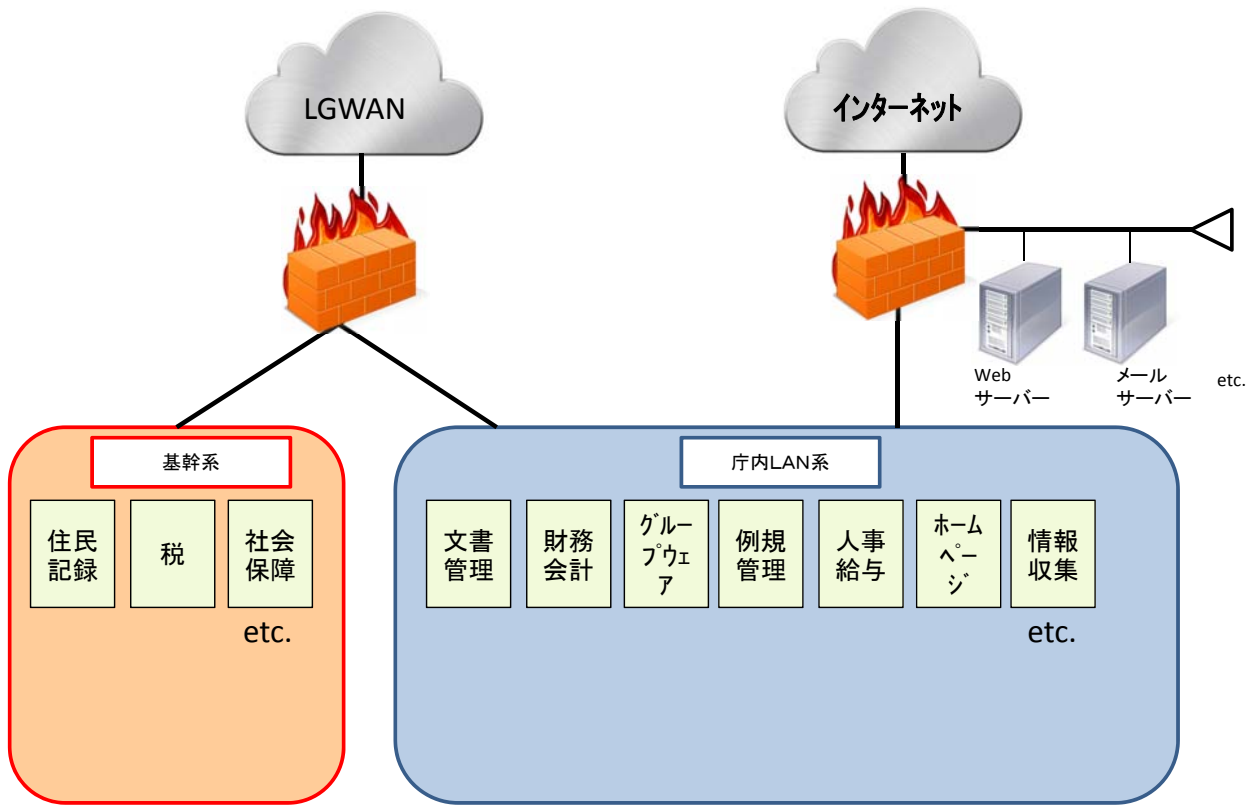 LGWAN
インターネット
Web
サーバー
メール
サーバー
etc.
基幹系
住民
記録
税
社会
保障
etc.
庁内LAN系
文書
管理
財務
会計
グルー
プウェ
ア
例規
管理
人事
給与
ホーム
ペー
ジ
情報
収集
etc.